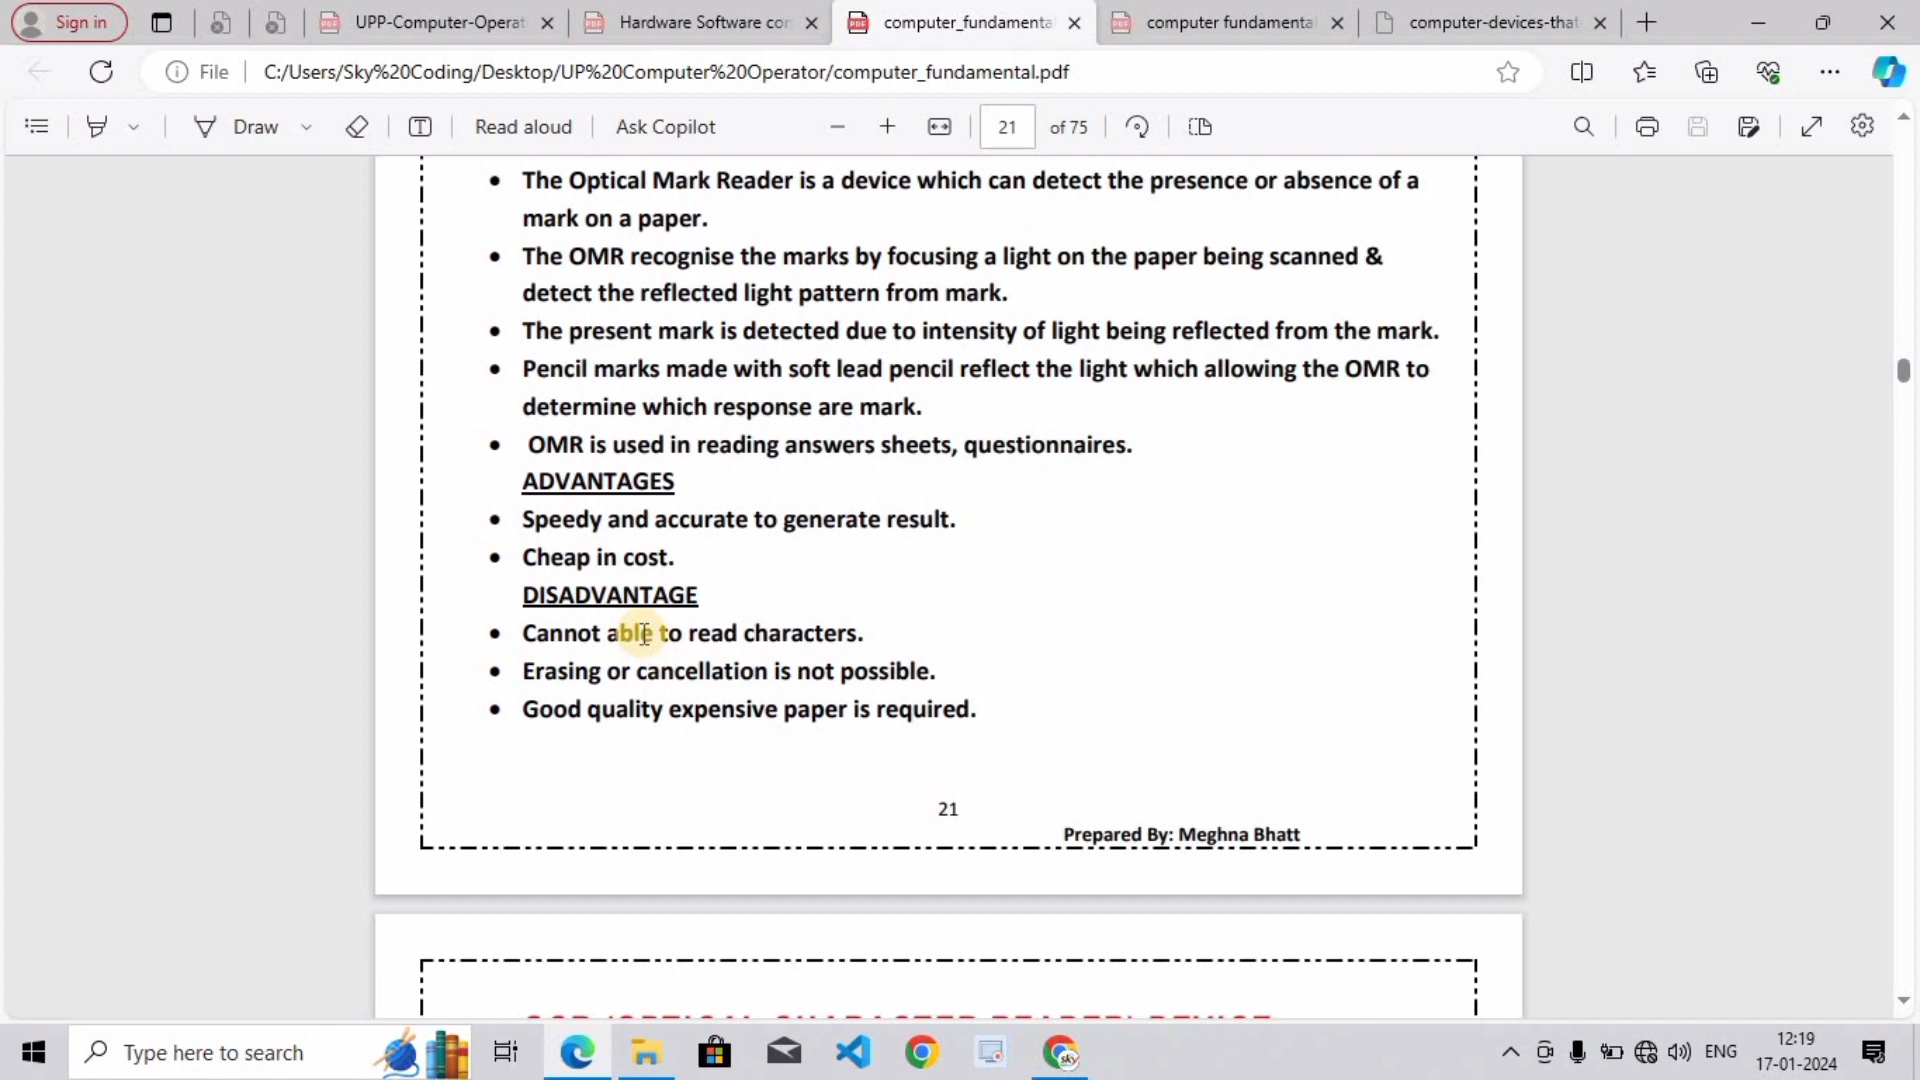 Sign in
UPP-Computer-Operat
Hardware Software con
computer_fundamenta
computer fundamenta
computer-devices-that
File
C:/Users/Sky%20Coding/Desktop/UP%20Computer%20Operator/computer_fundamental.pdf
Draw
Read aloud
Ask Copilot
21
of 75
• The Optical Mark Reader is a device which can detect the presence or absence of a
mark on a paper.
• The OMR recognise the marks by focusing a light on the paper being scanned &
detect the reflected light pattern from mark.
• The present mark is detected due to intensity of light being reflected from the mark.
• Pencil marks made with soft lead pencil reflect the light which allowing the OMR to
determine which response are mark.
• OMR is used in reading answers sheets, questionnaires.
ADVANTAGES
• Speedy and accurate to generate result.
• Cheap in cost.
DISADVANTAGE
• Cannot able to read characters.
• Erasing or cancellation is not possible.
• Good quality expensive paper is required.
21
Prepared By: Meghna Bhatt
Type here to search
ENG
12:19
17-01-2024